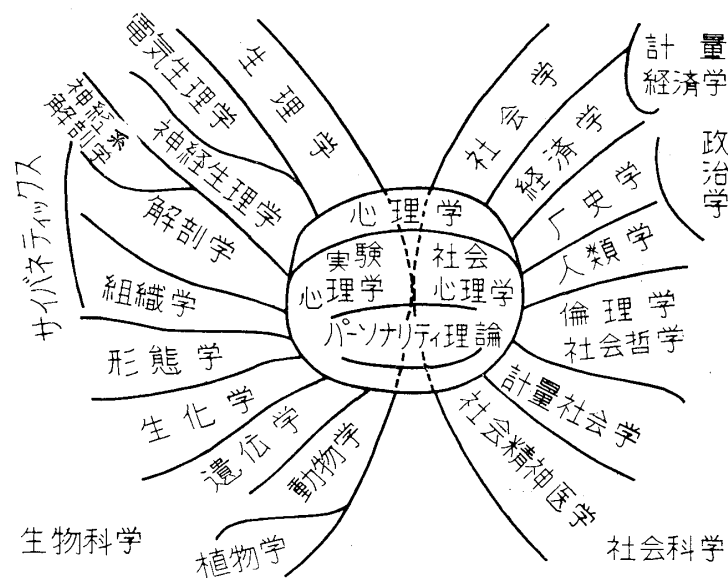 電気生理学
生理学
神経系
解剖学
神経生理学
解剖学
サイバネティックス
組織学
形態学
生化学
遺伝学
動物学
植物学
生物科学
心理学
実験
心理学
社会
心理学
パーソナリティ理論
社会学
経済学
計量
経済学
政治学
厂史学
人類学
倫理学
社会哲学
計量社会学
社会精神医学
社会科学